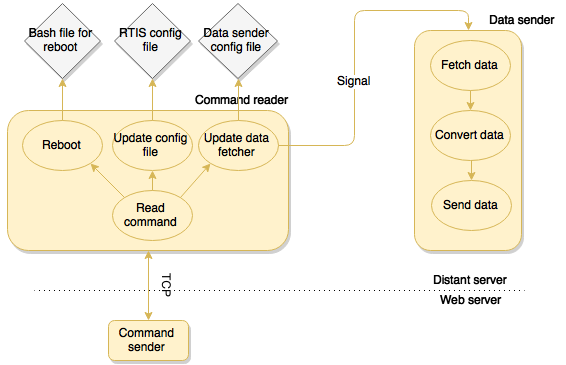 Bash file for
reboot
RTIS config
file
Data sender
config file
Data sender
Fetch data
Signal
Command reader
Reboot
Update config
file
Update data
fetcher
Convert data
Read
command
Send data
TCP
Distant server
Web server
Command
sender